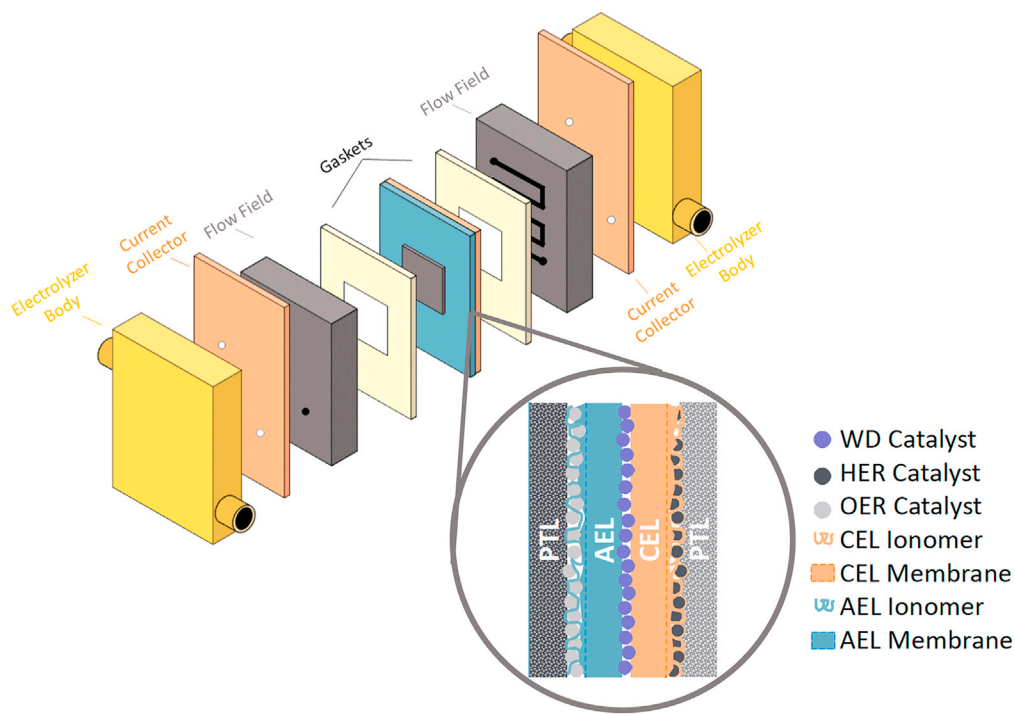 Flow Field
Gaskets
Flow Field
Current
Collector
Electrolyzer
Body
Electrolyzer
Body
Current
Collector
PTL
AEL
CEL
PTL
WD Catalyst
HER Catalyst
OER Catalyst
CEL Ionomer
CEL Membrane
AEL Ionomer
AEL Membrane